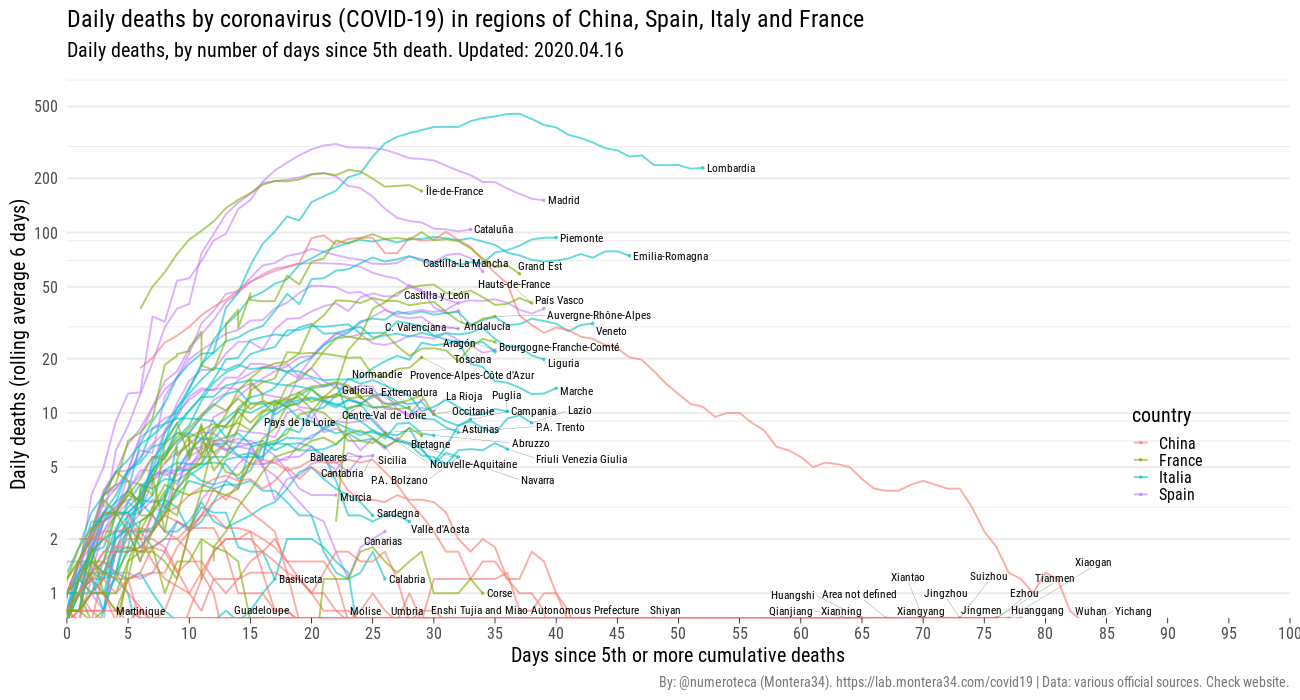 Daily deaths by coronavirus (COVID-19) in regions of China, Spain, Italy and France
Daily deaths, by number of days since 5th death. Updated: 2020.04.16
Daily deaths (rolling average 6 days)
500
200
100
50
20
10
5
2
1
Lombardia
Île-de-France
Madrid
Cataluña
Piemonte
Emilia-Romagna
Castilla-La Mancha
Grand Est
Hauts-de-France
Castilla y León
País Vasco
Auvergne-Rhône-Alpes
C. Valenciana
Andalucía
Veneto
Aragón
Bourgogne-Franche-Comté
Toscana
Liguria
Normandie
Provence-Alpes-Côte d'Azur
Galicia
Extremadura
La Rioja
Puglia
Marche
Centre-Val de Loire
Occitanie
Campania
Lazio
Pays de la Loire
Asturias
P.A. Trento
Bretagne
Abruzzo
Baleares
Sicilia
Nouvelle-Aquitaine
Friuli Venezia Giulia
Cantabria
P.A. Bolzano
Navarra
Murcia
Sardegna
Valle d'Aosta
Canarias
Basilicata
Calabria
Corse
Martinique
Guadeloupe
Molise
Umbria
Enshi Tujia and Miao Autonomous Prefecture
Shiyan
Huangshi
Area not defined
Xiantao
Jingzhou
Suizhou
Ezhou
Tianmen
Xiaogan
Qianjiang
Xianning
Xiangyang
Jingmen
Huanggang
Wuhan
Yichang
country
China
France
Italia
Spain
0 5 10 15 20 25 30 35 40 45 50 55 60 65 70 75 80 85 90 95 100
Days since 5th or more cumulative deaths
By: @numeroteca (Montera34). https://lab.montera34.com/covid19 | Data: various official sources. Check website.